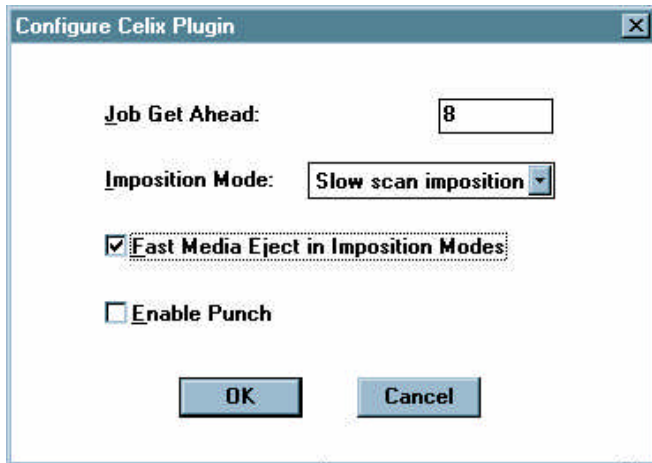 Configure Celix Plugin
Job Get Ahead: 8
Imposition Mode: Slow scan imposition
Fast Media Eject in Imposition Modes
Enable Punch
OK Cancel